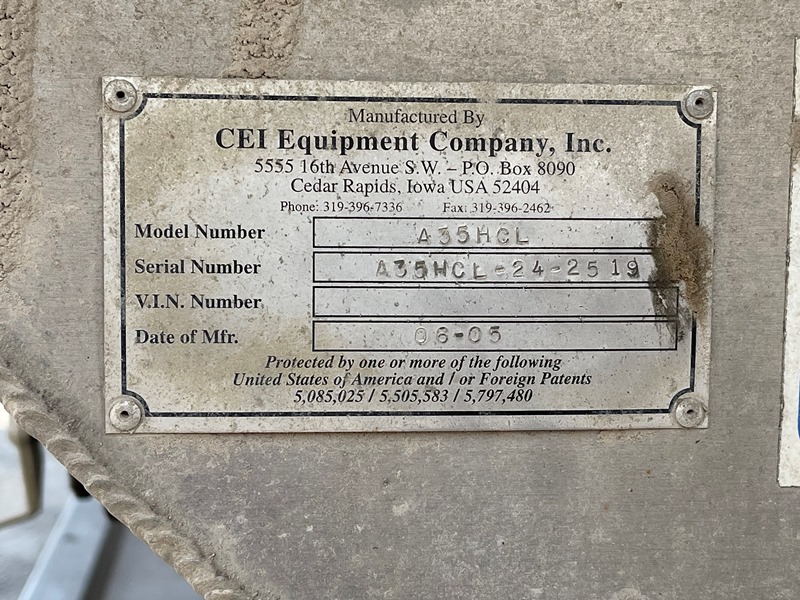 Manufactured By
CEI Equipment Company, Inc.
5555 16th Avenue S.W. – P.O. Box 8090
Cedar Rapids, Iowa USA 52404
Phone: 319-396-7336 Fax: 319-396-2462
Model Number A35HCL
Serial Number A35HCL-24-2519
V.I.N. Number
Date of Mfr. 06-05
Protected by one or more of the following
United States of America and / or Foreign Patents
5,085,025 / 5,505,583 / 5,797,480